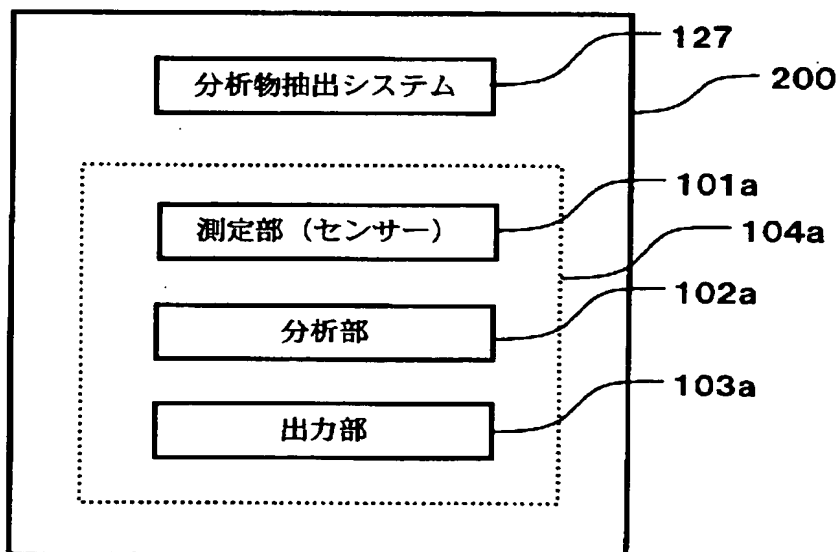 127
分析物抽出システム
200
101a
測定部（センサー）
104a
102a
分析部
103a
出力部